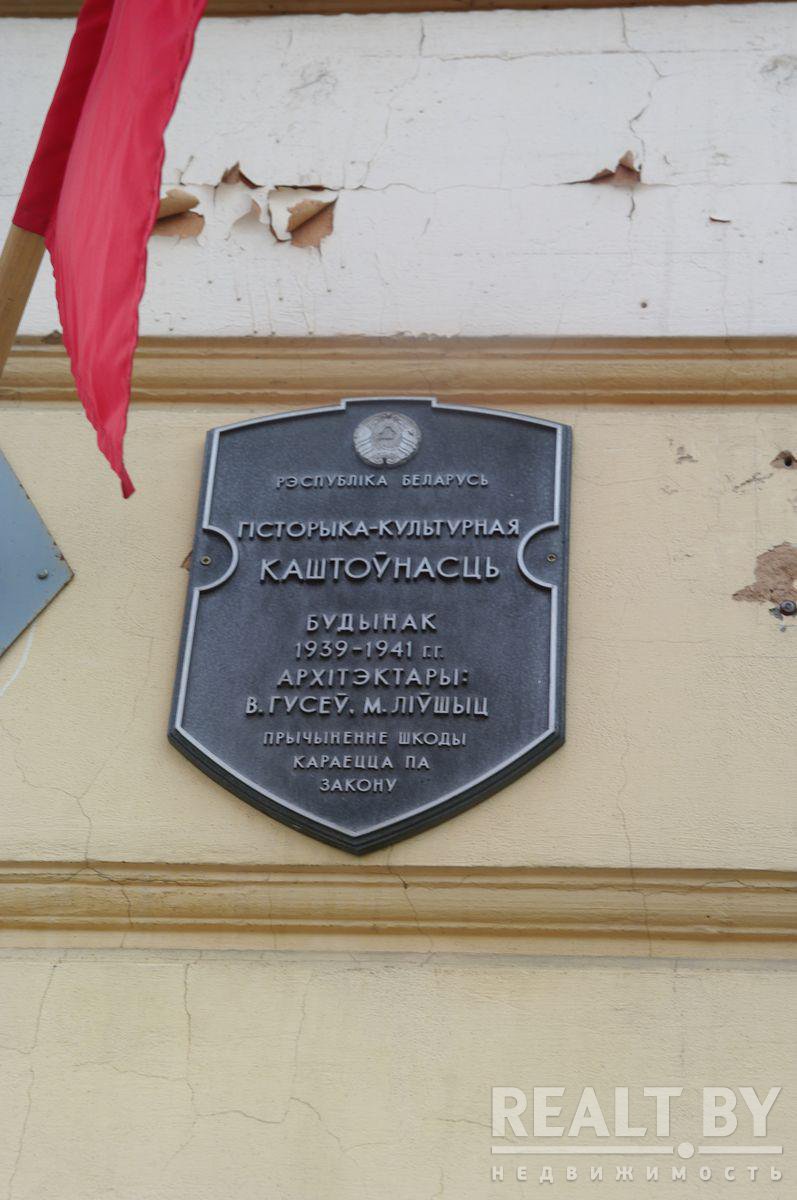 РЭСПУБЛІКА БЕЛАРУСЬ
ГІСТОРЫКА-КУЛЬТУРНАЯ
КАШТОЎНАСЦЬ
БУДЫНАК
1939-1941 г.г.
АРХІТЭКТАРЫ:
В. ГУСЕЎ, М. ЛІЎШЫЦ
ПРЫЧЫНЕННЕ ШКОДЫ
КАРАЕЦЦА ПА
ЗАКОНУ
REALT.BY
НЕДВИЖИМОСТЬ